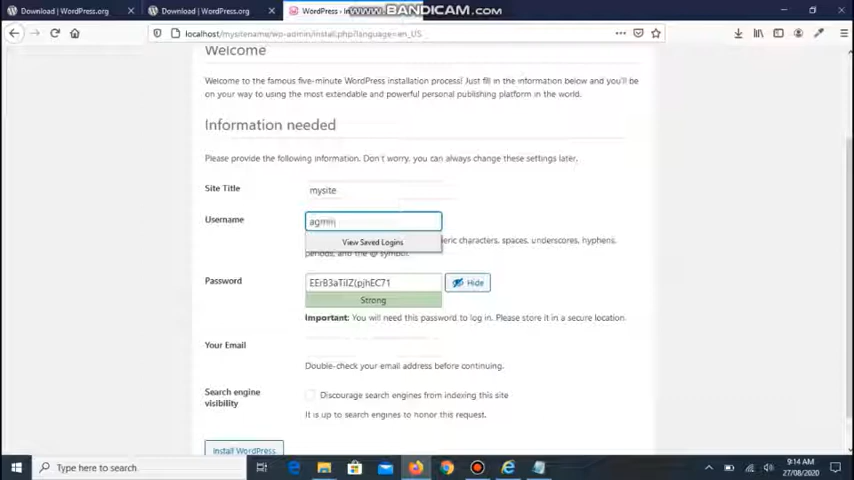 Download | WordPress.org
Download | WordPress.org
WordPress
WWW.BANDICAM.COM
localhost/mysitename/wp-admin/install.php?language=en_US
Welcome
Welcome to the famous five-minute WordPress installation process! Just fill in the information below and you'll be
on your way to using the most extendable and powerful personal publishing platform in the world.
Information needed
Please provide the following information. Don't worry, you can always change these settings later.
Site Title
mysite
Username
View Saved Logins
eric characters, spaces, underscores, hyphens,
periods, and the @ symbol.
Password
Hide
Strong
Important: You will need this password to log in. Please store it in a secure location.
Your Email
Double-check your email address before continuing.
Search engine
visibility
Discourage search engines from indexing this site
It is up to search engines to honor this request.
Install WordPress
Type here to search
9:14 AM
27/08/2020